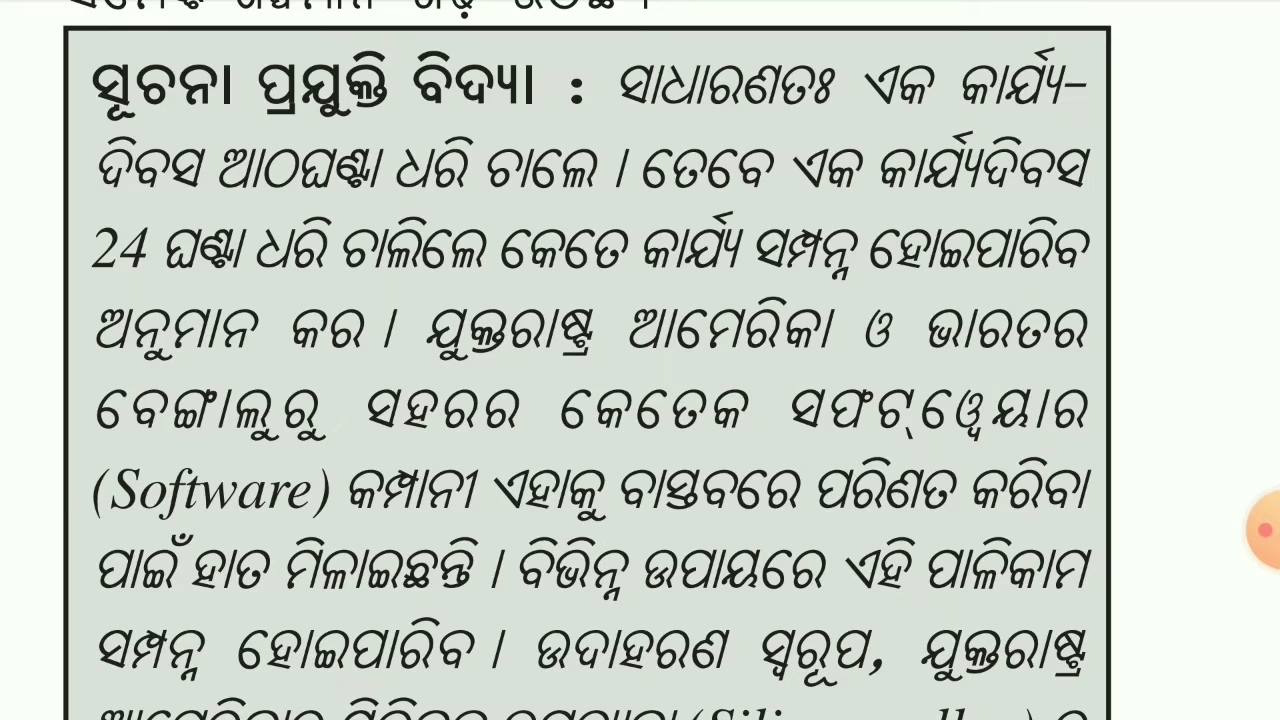 ସୂଚନା ପ୍ରଯୁକ୍ତି ବିଦ୍ୟା : ସାଧାରଣତଃ ଏକ କାର୍ଯ୍ୟ-
ଦିବସ ଆଠଘଣ୍ଟା ଧରି ଚାଲେ । ତେବେ ଏକ କାର୍ଯ୍ୟଦିବସ
24 ଘଣ୍ଟା ଧରି ଚାଲିଲେ କେତେ କାର୍ଯ୍ୟ ସମ୍ପନ୍ନ ହୋଇପାରିବ
ଅନୁମାନ କର । ଯୁକ୍ତରାଷ୍ଟ୍ର ଆମେରିକା ଓ ଭାରତର
ବେଙ୍ଗାଲୁରୁ ସହରର କେତେକ ସଫ୍ଟୱେୟାର
(Software) କମ୍ପାନୀ ଏହାକୁ ବାସ୍ତବରେ ପରିଣତ କରିବା
ପାଇଁ ହାତ ମିଳାଇଛନ୍ତି । ବିଭିନ୍ନ ଉପାୟରେ ଏହି ପାଳିକାମ
ସମ୍ପନ୍ନ ହୋଇପାରିବ । ଉଦାହରଣ ସ୍ୱରୂପ, ଯୁକ୍ତରାଷ୍ଟ୍ର